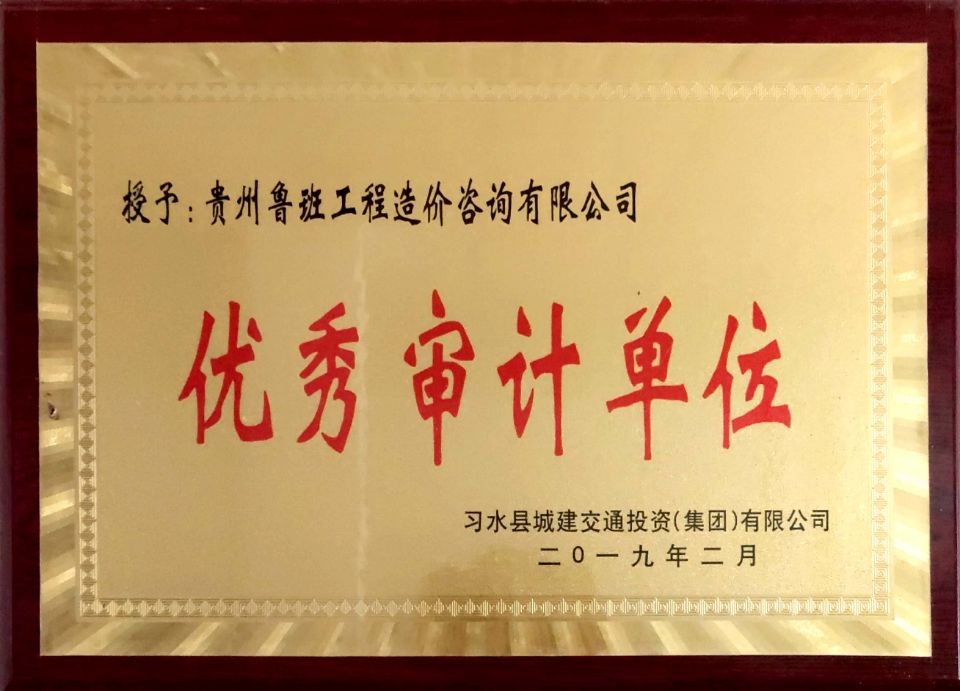 授予：贵州鲁班工程造价咨询有限公司
优秀审计单位
习水县城建交通投资(集团)有限公司
二0一九年二月